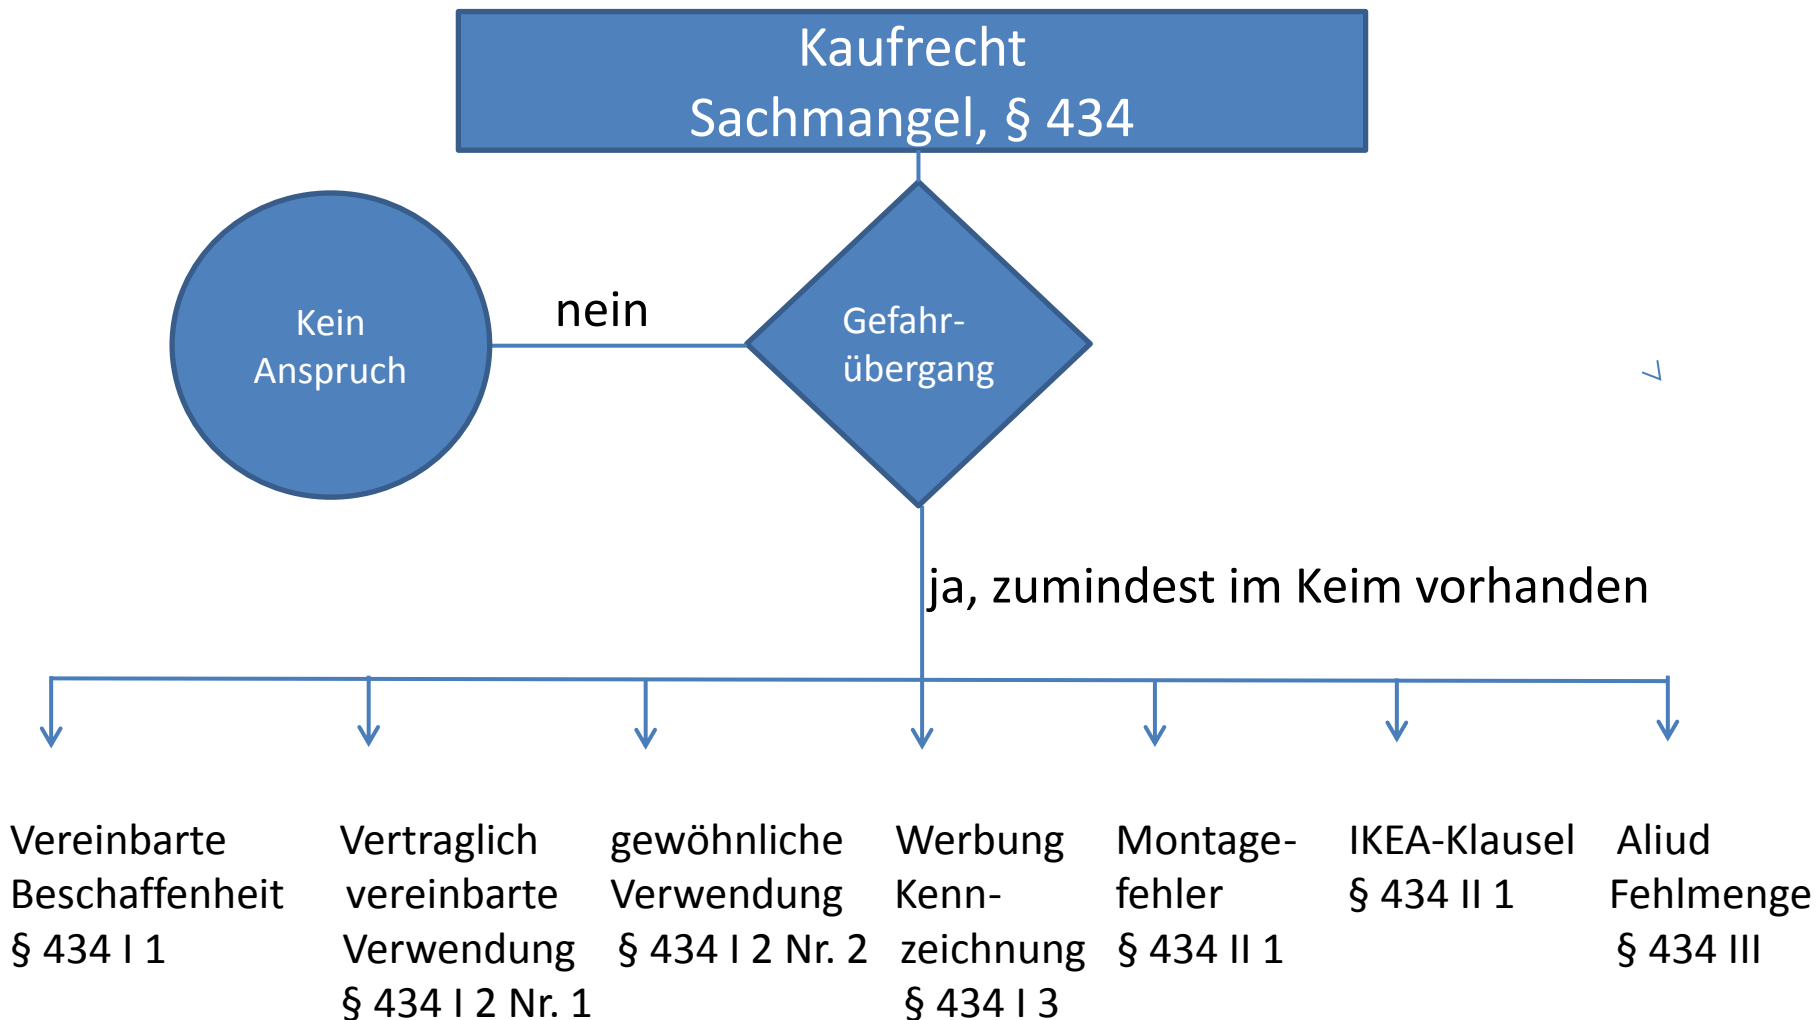 Kaufrecht
Sachmangel, § 434
Kein
Anspruch
nein
Gefahr-
übergang
ja, zumindest im Keim vorhanden
Vereinbarte
Beschaffenheit
§ 434 I 1
Vertraglich
vereinbarte
Verwendung
§ 434 I 2 Nr. 1
gewöhnliche
Verwendung
§ 434 I 2 Nr. 2
Werbung
Kenn-
zeichnung
§ 434 I 3
Montage-
fehler
§ 434 II 1
IKEA-Klausel
§ 434 II 1
Aliud
Fehlmenge
§ 434 III